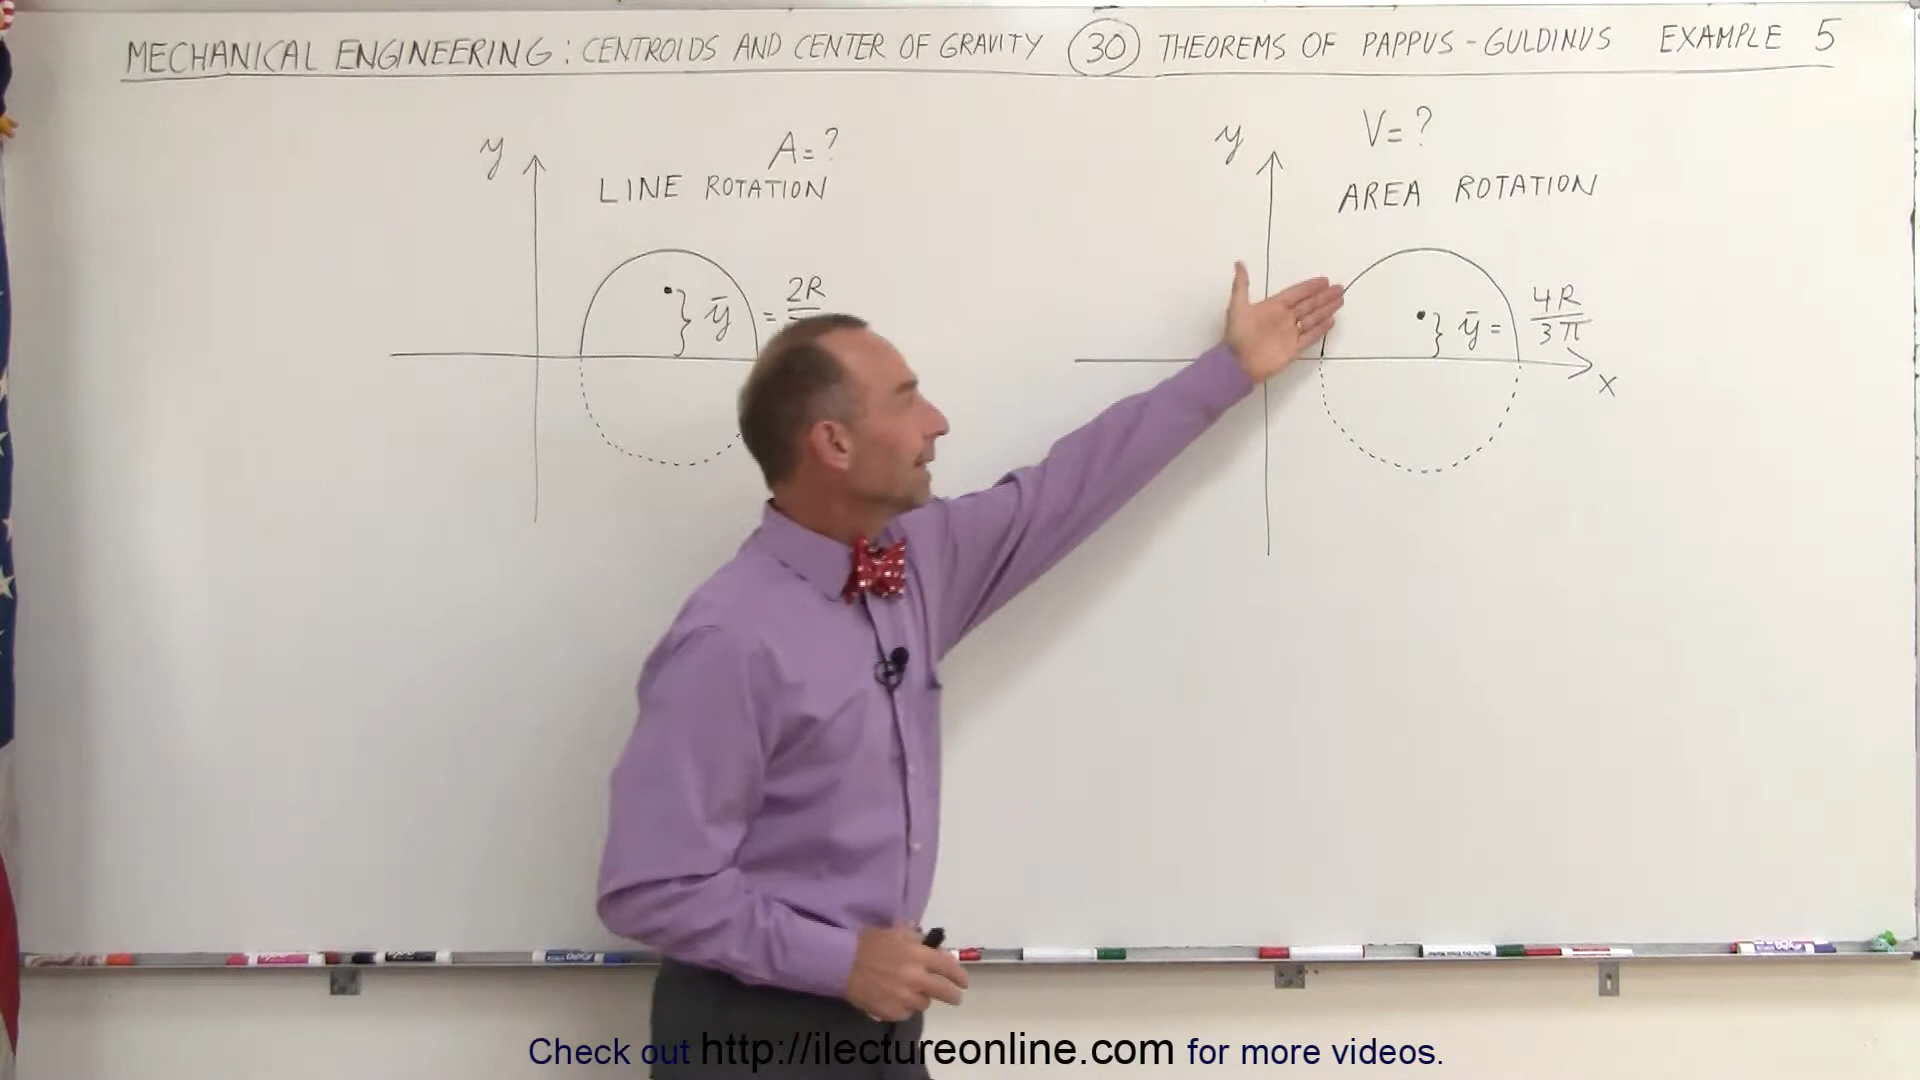 MECHANICAL ENGINEERING: CENTROIDS AND CENTER OF GRAVITY (30) THEOREMS OF PAPPUS-GULDINUS EXAMPLE 5
y
A=?
LINE ROTATION
} ȳ = 2R
y
V=?
AREA ROTATION
} ȳ = 4R/3π
x
Check out http://ilectureonline.com for more videos.